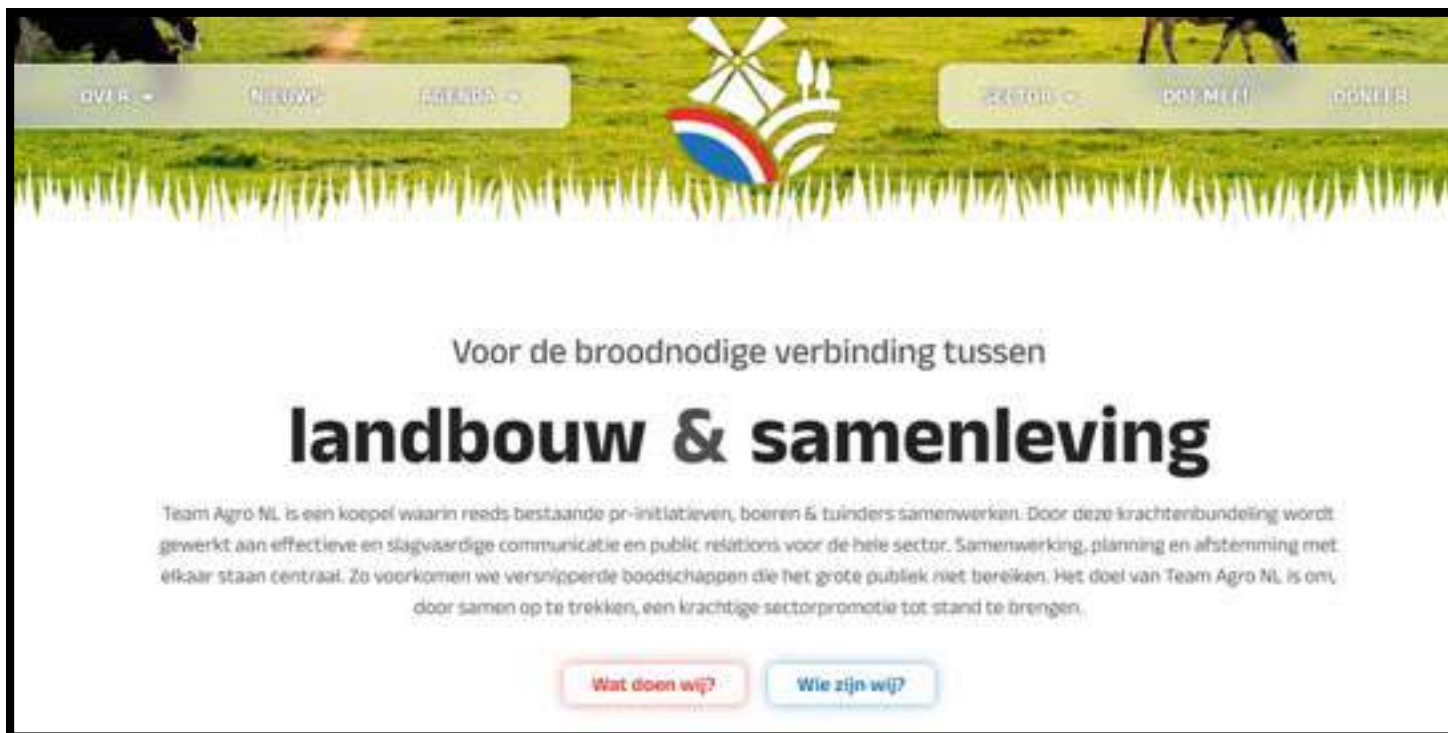 OVER
NIEUWS
AGENDA
SECTOR
DOE MEE!
DONEER
Voor de broodnodige verbinding tussen
landbouw & samenleving
Team Agro NL is een koepel waarin reeds bestaande pr-initiatieven, boeren & tuinders samenwerken. Door deze krachtenbundeling wordt
gewerkt aan effectieve en slagvaardige communicatie en public relations voor de hele sector. Samenwerking, planning en afstemming met
elkaar staan centraal. Zo voorkomen we versnipperde boodschappen die het grote publiek niet bereiken. Het doel van Team Agro NL is om,
door samen op te trekken, een krachtige sectorpromotie tot stand te brengen.
Wat doen wij?
Wie zijn wij?